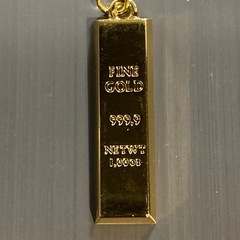 FINE
GOLD
999.9
NETWT
1,000g